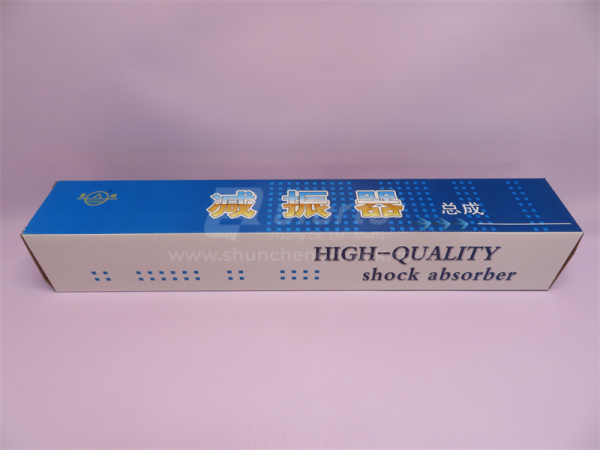 减振器 总成
HIGH-QUALITY
shock absorber